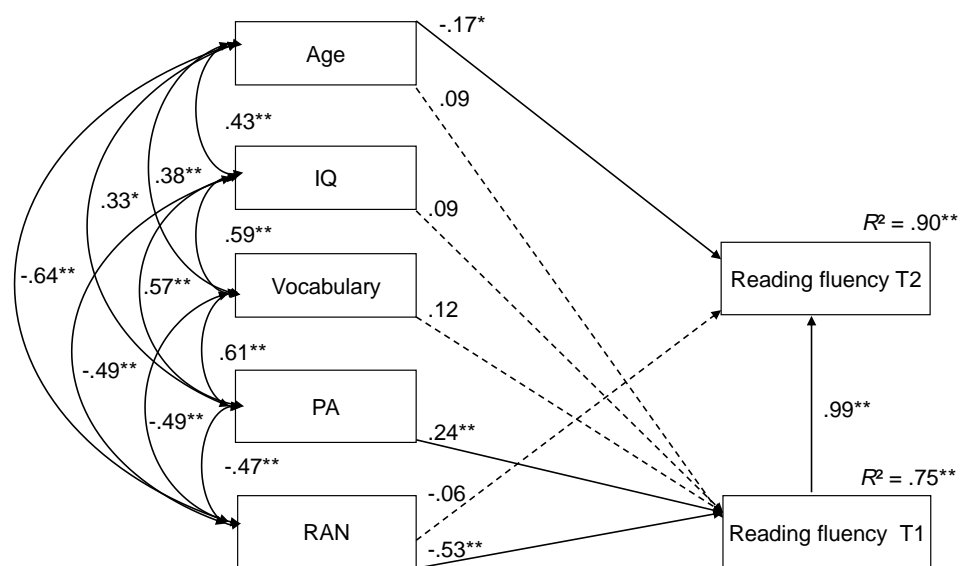 -.17*
Age
.09
.43**
IQ
.38**
.33*
.09
R² = .90**
.59**
-.64**
Vocabulary
Reading fluency T2
.57**
.12
.61**
-.49**
PA
-.49**
.24**
.99**
-.47**
R² = .75**
-.06
RAN
Reading fluency T1
-.53**